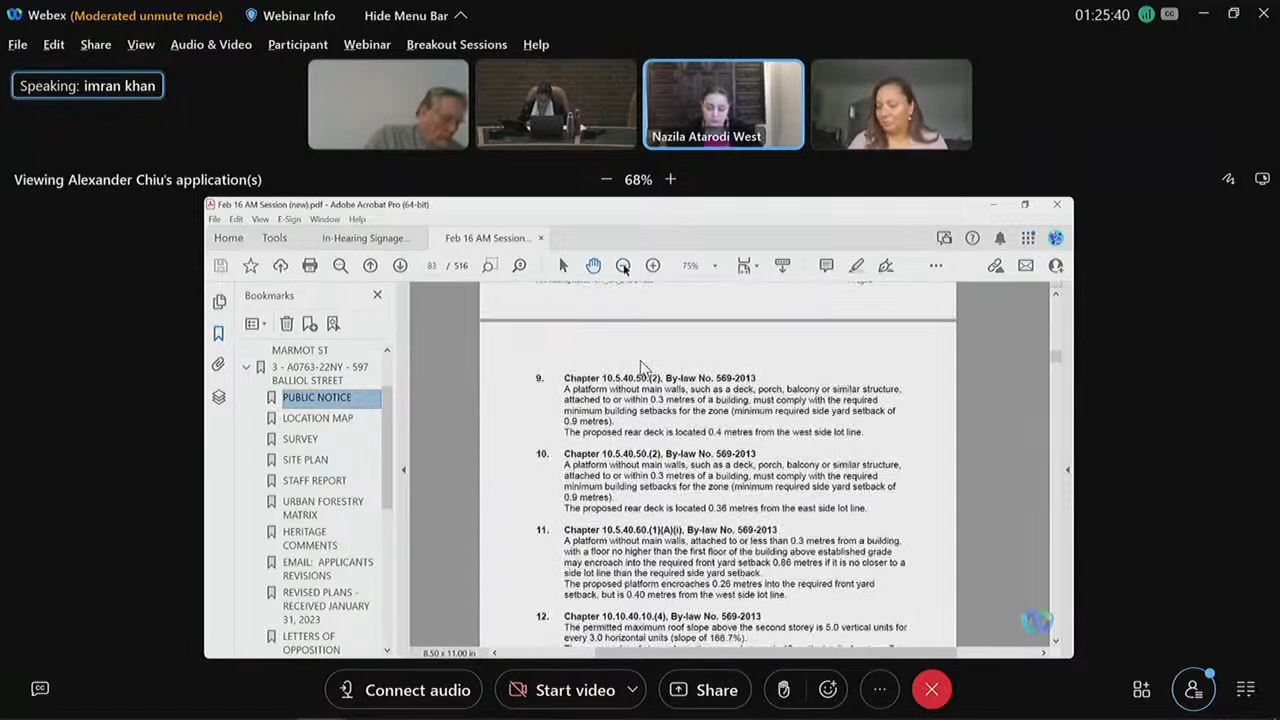 Webex (Moderated unmute mode) Webinar Info Hide Menu Bar 01:25:40 CC
File Edit Share View Audio & Video Participant Webinar Breakout Sessions Help
Speaking: imran khan
Nazila Atarodi West
Viewing Alexander Chiu's application(s) 68%
Feb 16 AM Session (new).pdf - Adobe Acrobat Pro (64-bit)
File Edit View E-Sign Window Help
Home Tools In-Hearing Signage... Feb 16 AM Session... ×
83 / 516 75%
Bookmarks
MARMOT ST
3 - A0763-22NY - 597
BALLIOL STREET
PUBLIC NOTICE
LOCATION MAP
SURVEY
SITE PLAN
STAFF REPORT
URBAN FORESTRY
MATRIX
HERITAGE
COMMENTS
EMAIL: APPLICANTS
REVISIONS
REVISED PLANS -
RECEIVED JANUARY
31, 2023
LETTERS OF
OPPOSITION
9. Chapter 10.5.40.50.(2), By-law No. 569-2013
A platform without main walls, such as a deck, porch, balcony or similar structure,
attached to or within 0.3 metres of a building, must comply with the required
minimum building setbacks for the zone (minimum required side yard setback of
0.9 metres).
The proposed rear deck is located 0.4 metres from the west side lot line.
10. Chapter 10.5.40.50.(2), By-law No. 569-2013
A platform without main walls, such as a deck, porch, balcony or similar structure,
attached to or within 0.3 metres of a building, must comply with the required
minimum building setbacks for the zone (minimum required side yard setback of
0.9 metres).
The proposed rear deck is located 0.36 metres from the east side lot line.
11. Chapter 10.5.40.60.(1)(A)(i), By-law No. 569-2013
A platform without main walls, attached to or less than 0.3 metres from a building,
with a floor no higher than the first floor of the building above established grade
may encroach into the required front yard setback 0.86 metres if it is no closer to a
side lot line than the required side yard setback.
The proposed platform encroaches 0.26 metres into the required front yard
setback, but is 0.40 metres from the west side lot line.
12. Chapter 10.10.40.10.(4), By-law No. 569-2013
The permitted maximum roof slope above the second storey is 5.0 vertical units for
every 3.0 horizontal units (slope of 166.7%).
8.50 x 11.00 in
Connect audio Start video Share